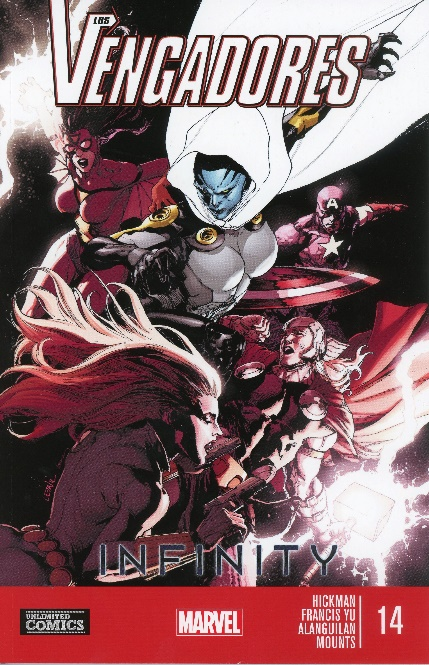 LOS
VENGADORES
INFINITY
UNLIMITED
COMICS
MARVEL
HICKMAN
FRANCIS YU
ALANGUILAN
MOUNTS
14